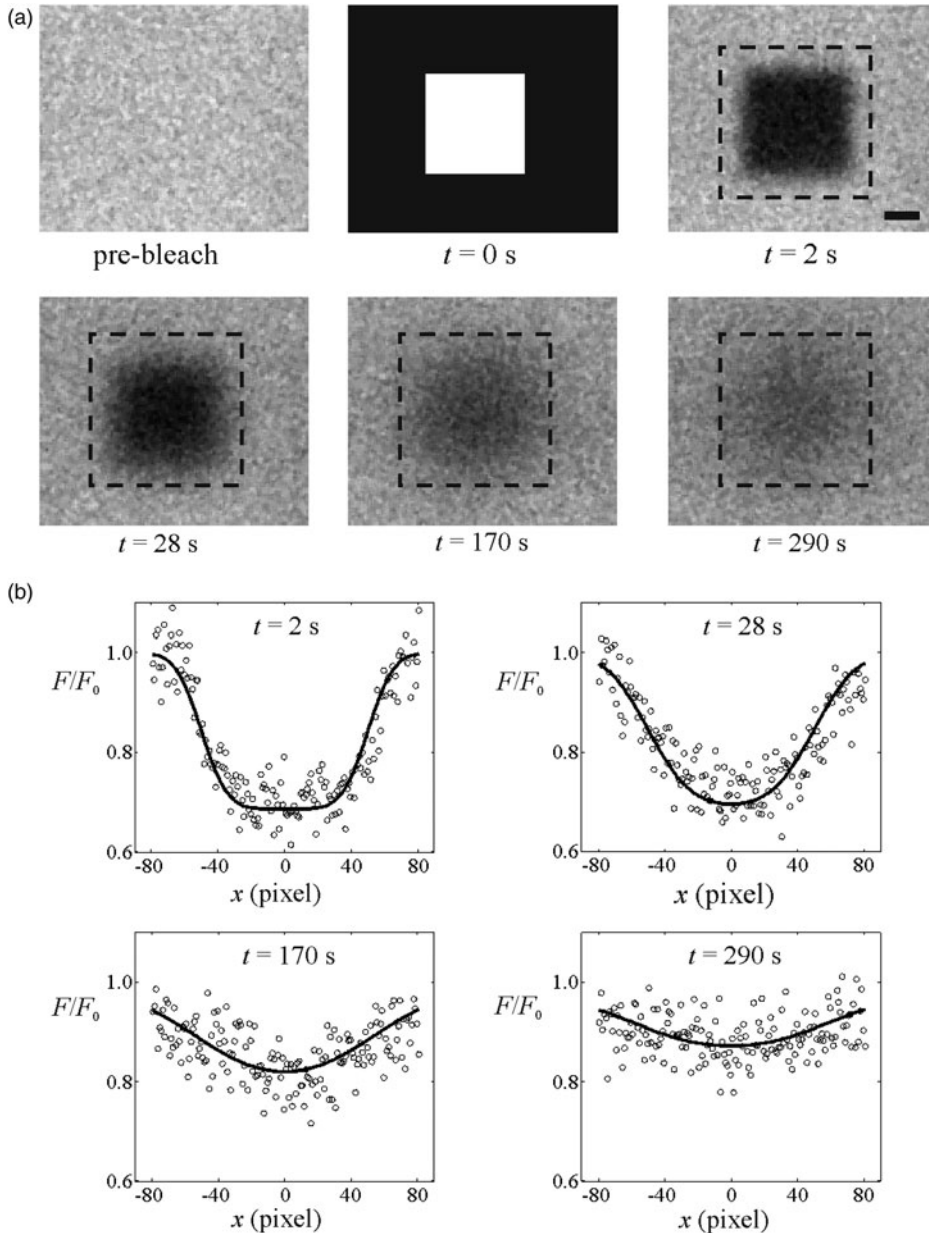 (a)
pre-bleach
t = 0 s
t = 2 s
t = 28 s
t = 170 s
t = 290 s
(b)
t = 2 s
1.0
F/F0
0.8
0.6
-80 -40 0 40 80
x (pixel)
t = 28 s
1.0
F/F0
0.8
0.6
-80 -40 0 40 80
x (pixel)
t = 170 s
1.0
F/F0
0.8
0.6
-80 -40 0 40 80
x (pixel)
t = 290 s
1.0
F/F0
0.8
0.6
-80 -40 0 40 80
x (pixel)